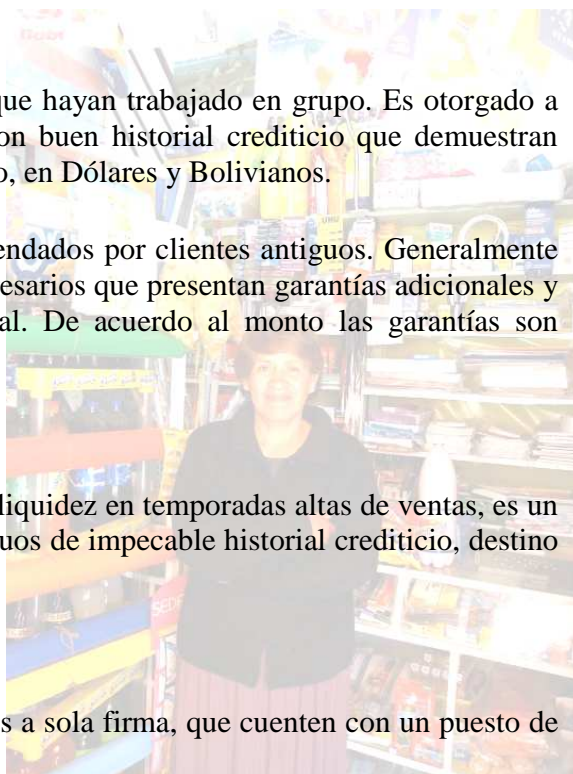 que hayan trabajado en grupo. Es otorgado a
on buen historial crediticio que demuestran
o, en Dólares y Bolivianos.
endados por clientes antiguos. Generalmente
esarios que presentan garantías adicionales y
al. De acuerdo al monto las garantías son
liquidez en temporadas altas de ventas, es un
uos de impecable historial crediticio, destino
s a sola firma, que cuenten con un puesto de